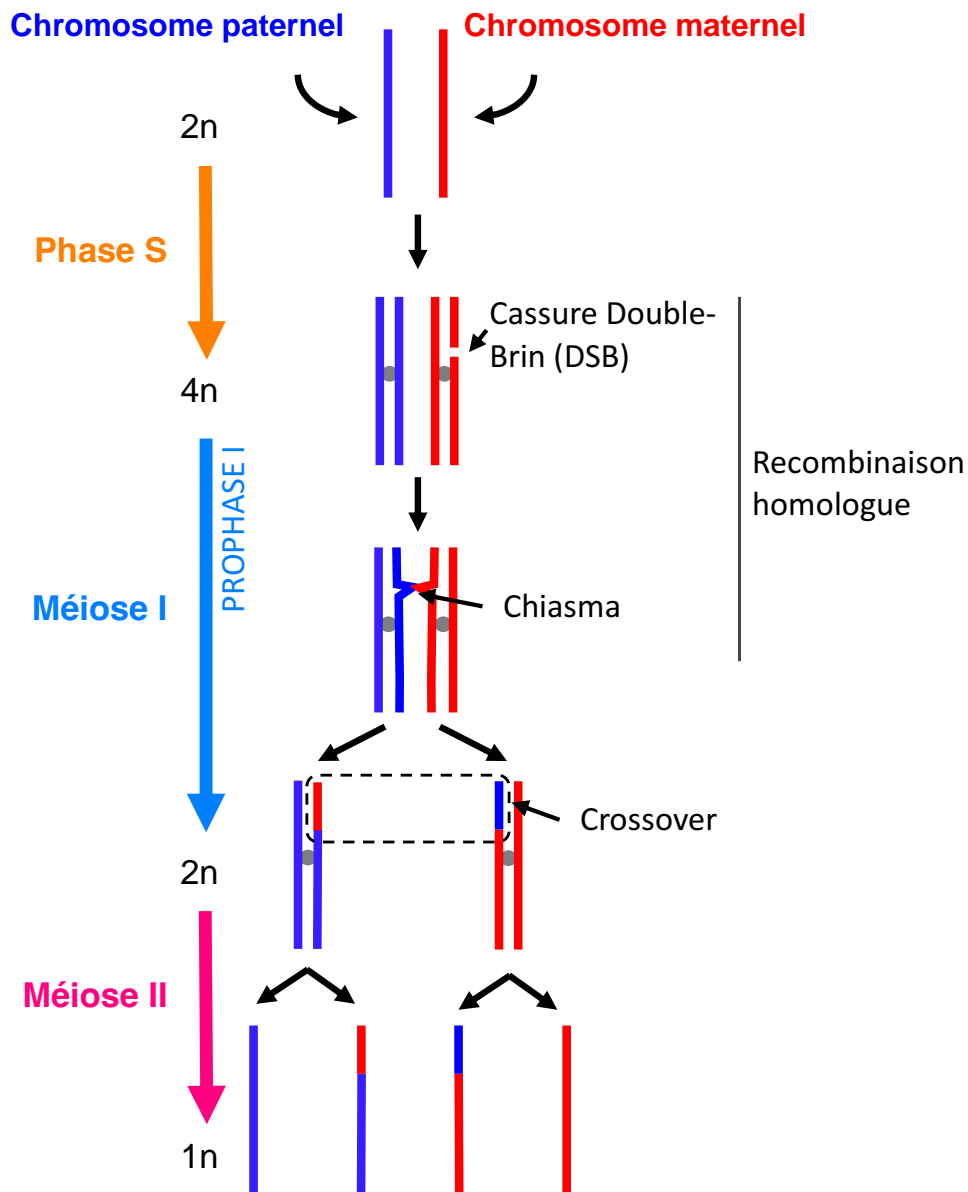 Chromosome paternel
Chromosome maternel
2n
Phase S
Cassure Double-
Brin (DSB)
4n
PROPHASE I
Recombinaison
homologue
Méiose I
Chiasma
Crossover
2n
Méiose II
1n